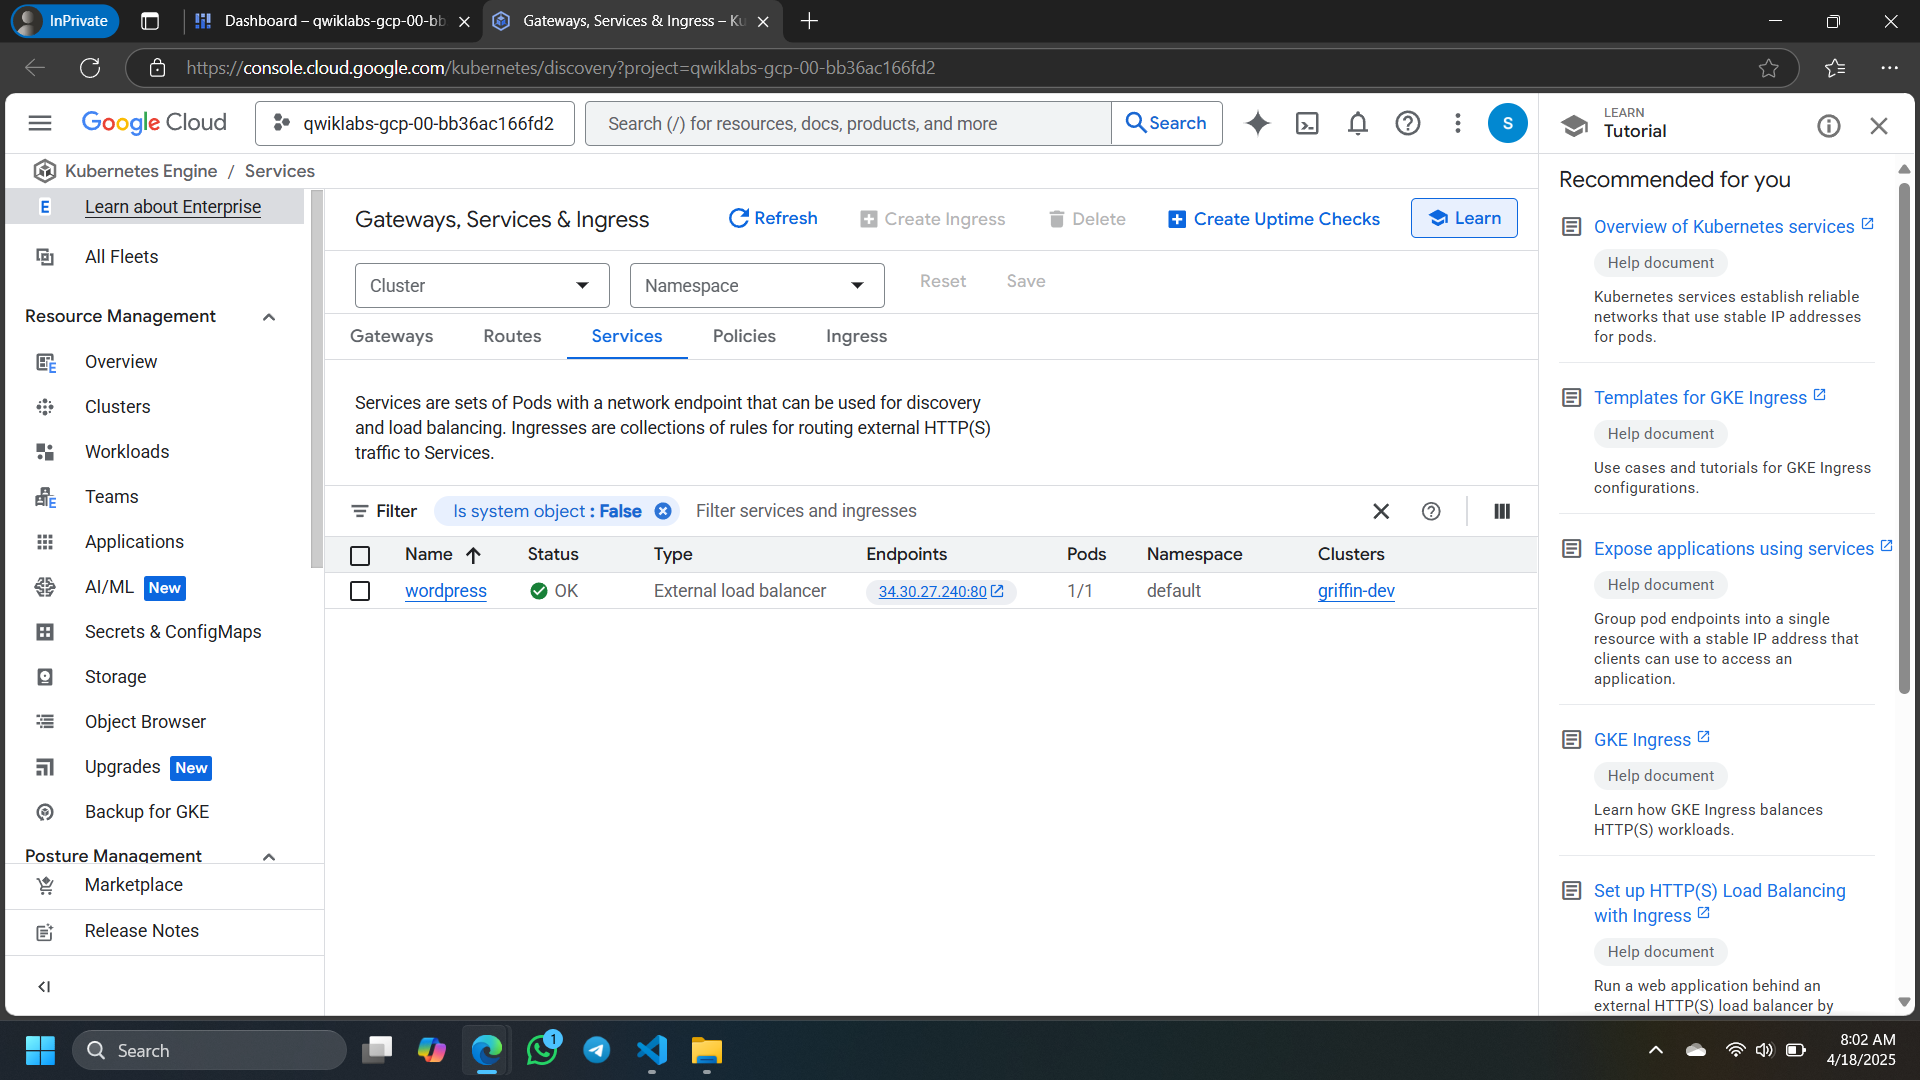 InPrivate
Dashboard – qwiklabs-gcp-00-bb
Gateways, Services & Ingress – Ku
https://console.cloud.google.com/kubernetes/discovery?project=qwiklabs-gcp-00-bb36ac166fd2
Google Cloud
qwiklabs-gcp-00-bb36ac166fd2
Search (/) for resources, docs, products, and more
Search
S
LEARN
Tutorial
Kubernetes Engine / Services
Learn about Enterprise
All Fleets
Resource Management
Overview
Clusters
Workloads
Teams
Applications
AI/ML New
Secrets & ConfigMaps
Storage
Object Browser
Upgrades New
Backup for GKE
Posture Management
Marketplace
Release Notes
Gateways, Services & Ingress
Refresh
Create Ingress
Delete
Create Uptime Checks
Learn
Cluster
Namespace
Reset
Save
Gateways
Routes
Services
Policies
Ingress
Services are sets of Pods with a network endpoint that can be used for discovery
and load balancing. Ingresses are collections of rules for routing external HTTP(S)
traffic to Services.
Filter
Is system object : False
Filter services and ingresses
Name Status Type Endpoints Pods Namespace Clusters
wordpress OK External load balancer 34.30.27.240:80 1/1 default griffin-dev
Recommended for you
Overview of Kubernetes services
Help document
Kubernetes services establish reliable
networks that use stable IP addresses
for pods.
Templates for GKE Ingress
Help document
Use cases and tutorials for GKE Ingress
configurations.
Expose applications using services
Help document
Group pod endpoints into a single
resource with a stable IP address that
clients can use to access an
application.
GKE Ingress
Help document
Learn how GKE Ingress balances
HTTP(S) workloads.
Set up HTTP(S) Load Balancing
with Ingress
Help document
Run a web application behind an
external HTTP(S) load balancer by
Search
1
8:02 AM
4/18/2025